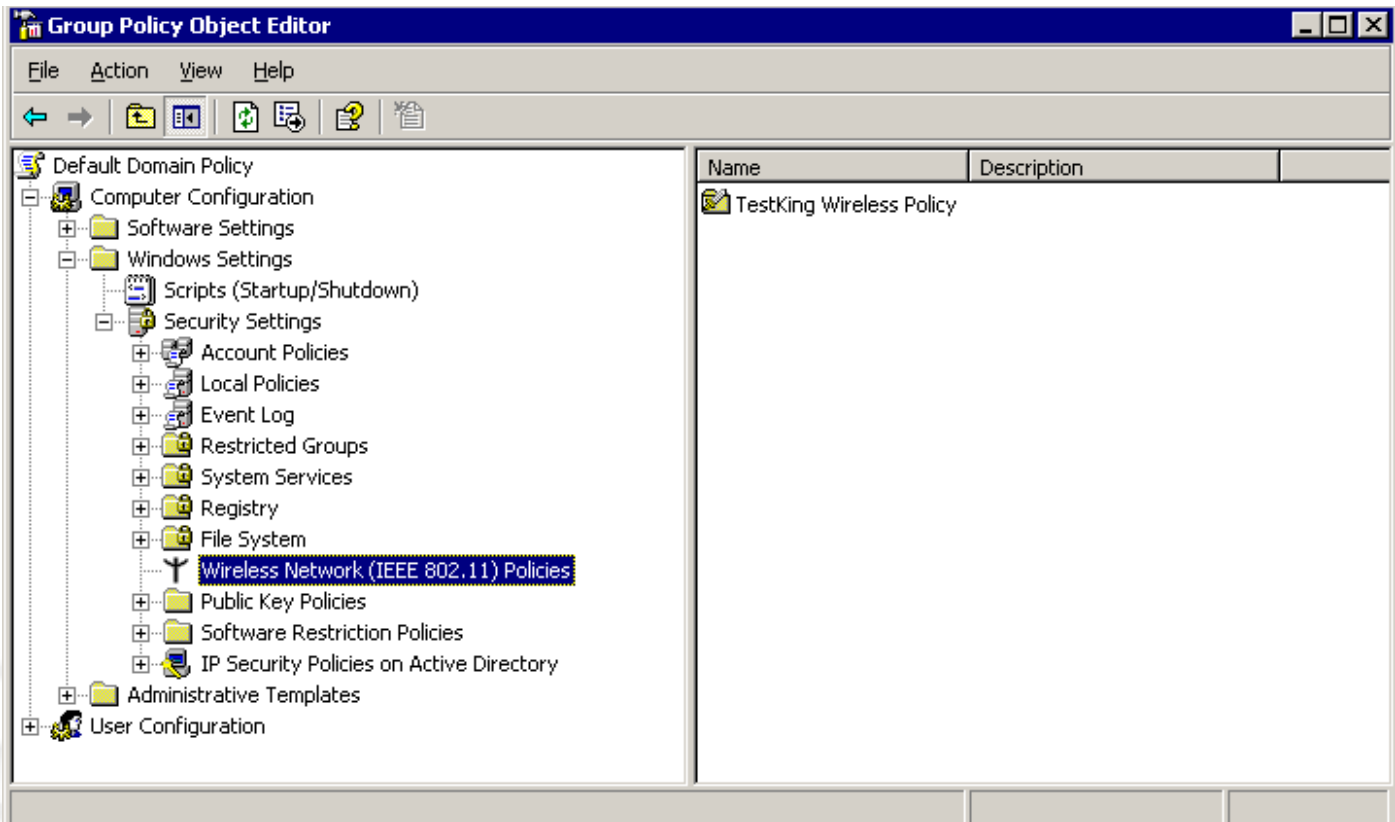 Group Policy Object Editor
File Action View Help
Default Domain Policy
Computer Configuration
Software Settings
Windows Settings
Scripts (Startup/Shutdown)
Security Settings
Account Policies
Local Policies
Event Log
Restricted Groups
System Services
Registry
File System
Wireless Network (IEEE 802.11) Policies
Public Key Policies
Software Restriction Policies
IP Security Policies on Active Directory
Administrative Templates
User Configuration
Name Description
TestKing Wireless Policy